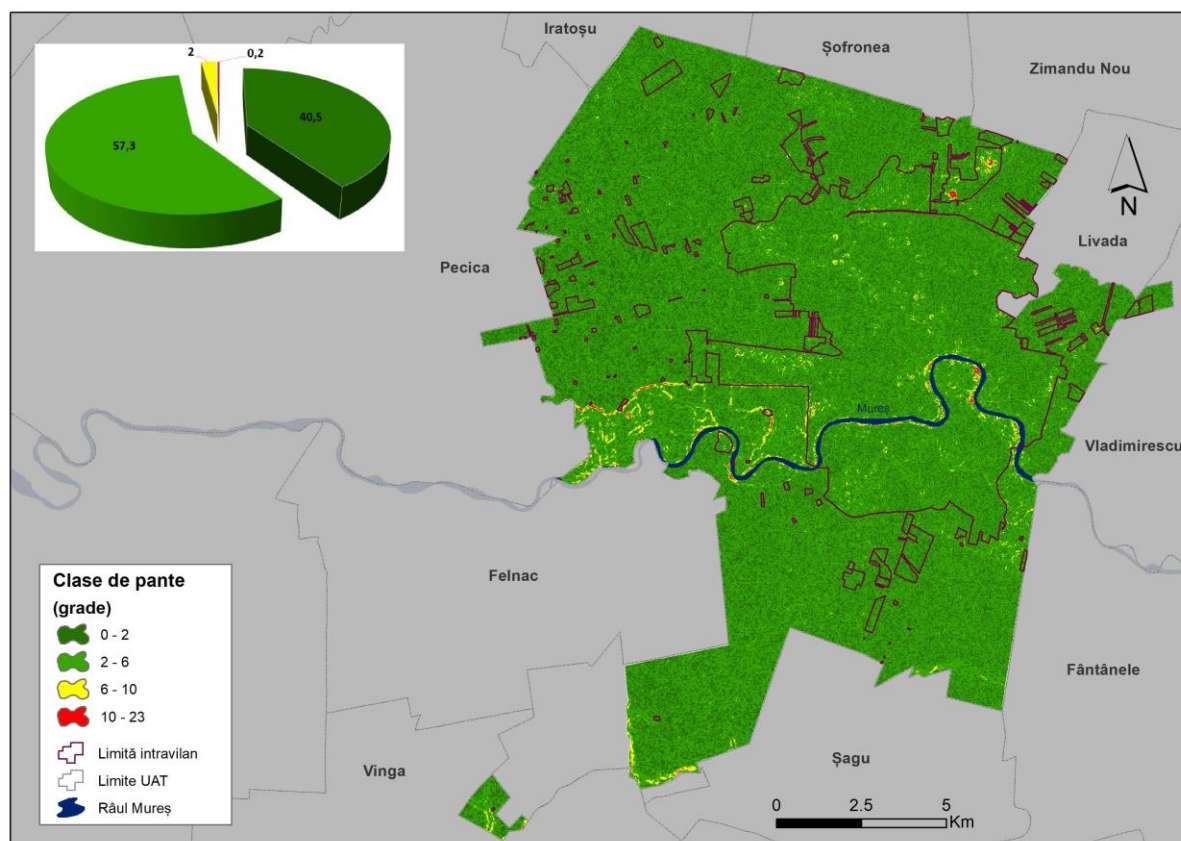 Iratoșu
Șofronea
Zimandu Nou
2
0,2
40,5
57,3
N
Livada
Pecica
Mureș
Vladimirescu
Felnac
Fântânele
Vinga
Șagu
Clase de pante
(grade)
0 - 2
2 - 6
6 - 10
10 - 23
Limită intravilan
Limite UAT
Râul Mureș
0 2.5 5
Km